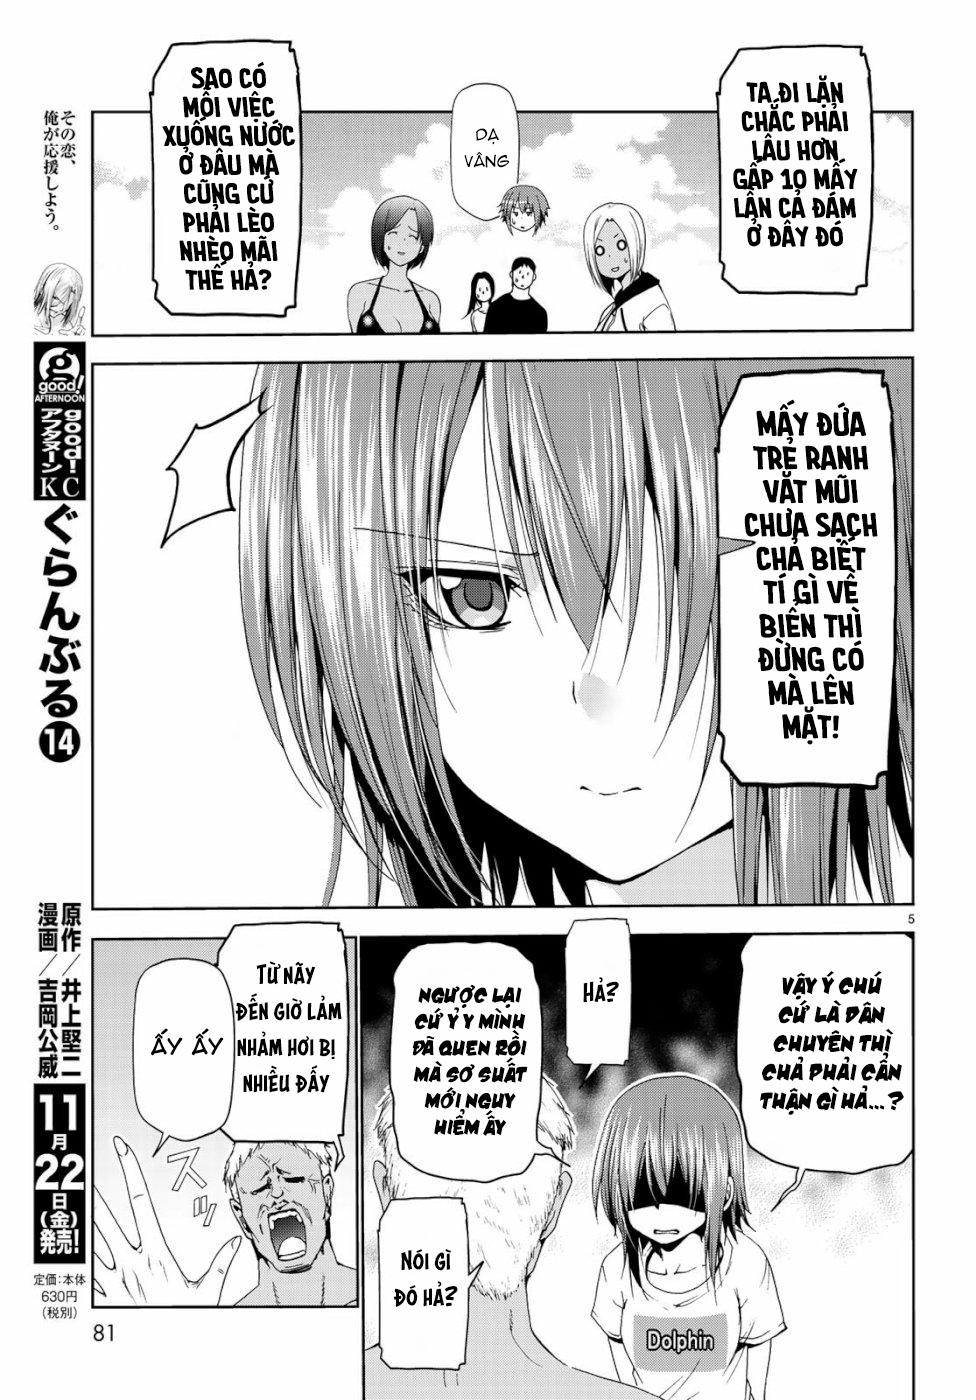 TA ĐI LẶN
CHẮC PHẢI
LÂU HƠN
GẤP 10 MẤY
LẦN CẢ ĐÁM
Ở ĐÂY ĐÓ
DẠ
VÂNG
SAO CÓ
MỖI VIỆC
XUỐNG NƯỚC
Ở ĐÂU MÀ
CŨNG CỨ
PHẢI LÈO
NHÈO MÃI
THẾ HẢ?
MẤY ĐỨA
TRẺ RANH
VẮT MŨI
CHƯA SẠCH
CHẢ BIẾT
TÍ GÌ VỀ
BIỂN THÌ
ĐỪNG CÓ
MÀ LÊN
MẶT!
5
VẬY Ý CHÚ
CỨ LÀ DÂN
CHUYÊN THÌ
CHẢ PHẢI CẨN
THẬN GÌ HẢ...?
HẢ?
NGƯỢC LẠI
CỨ Ỷ Y MÌNH
ĐÃ QUEN RỒI
MÀ SƠ SUẤT
MỚI NGUY
HIỂM ẤY
NÓI GÌ
ĐÓ HẢ?
Dolphin
TỪ NÃY
ĐẾN GIỜ LẢM
NHẢM HƠI BỊ
NHIỀU ĐẤY
ẤY ẤY
スッ
その恋、
俺が応援しよう。
good!
AFTERNOON
good!
アフタヌーン
KC
ぐらんぶる⑭
原作/井上堅二
漫画/吉岡公威
11月
22日
(金)
発売!
定価:本体
630円
(税別)
81